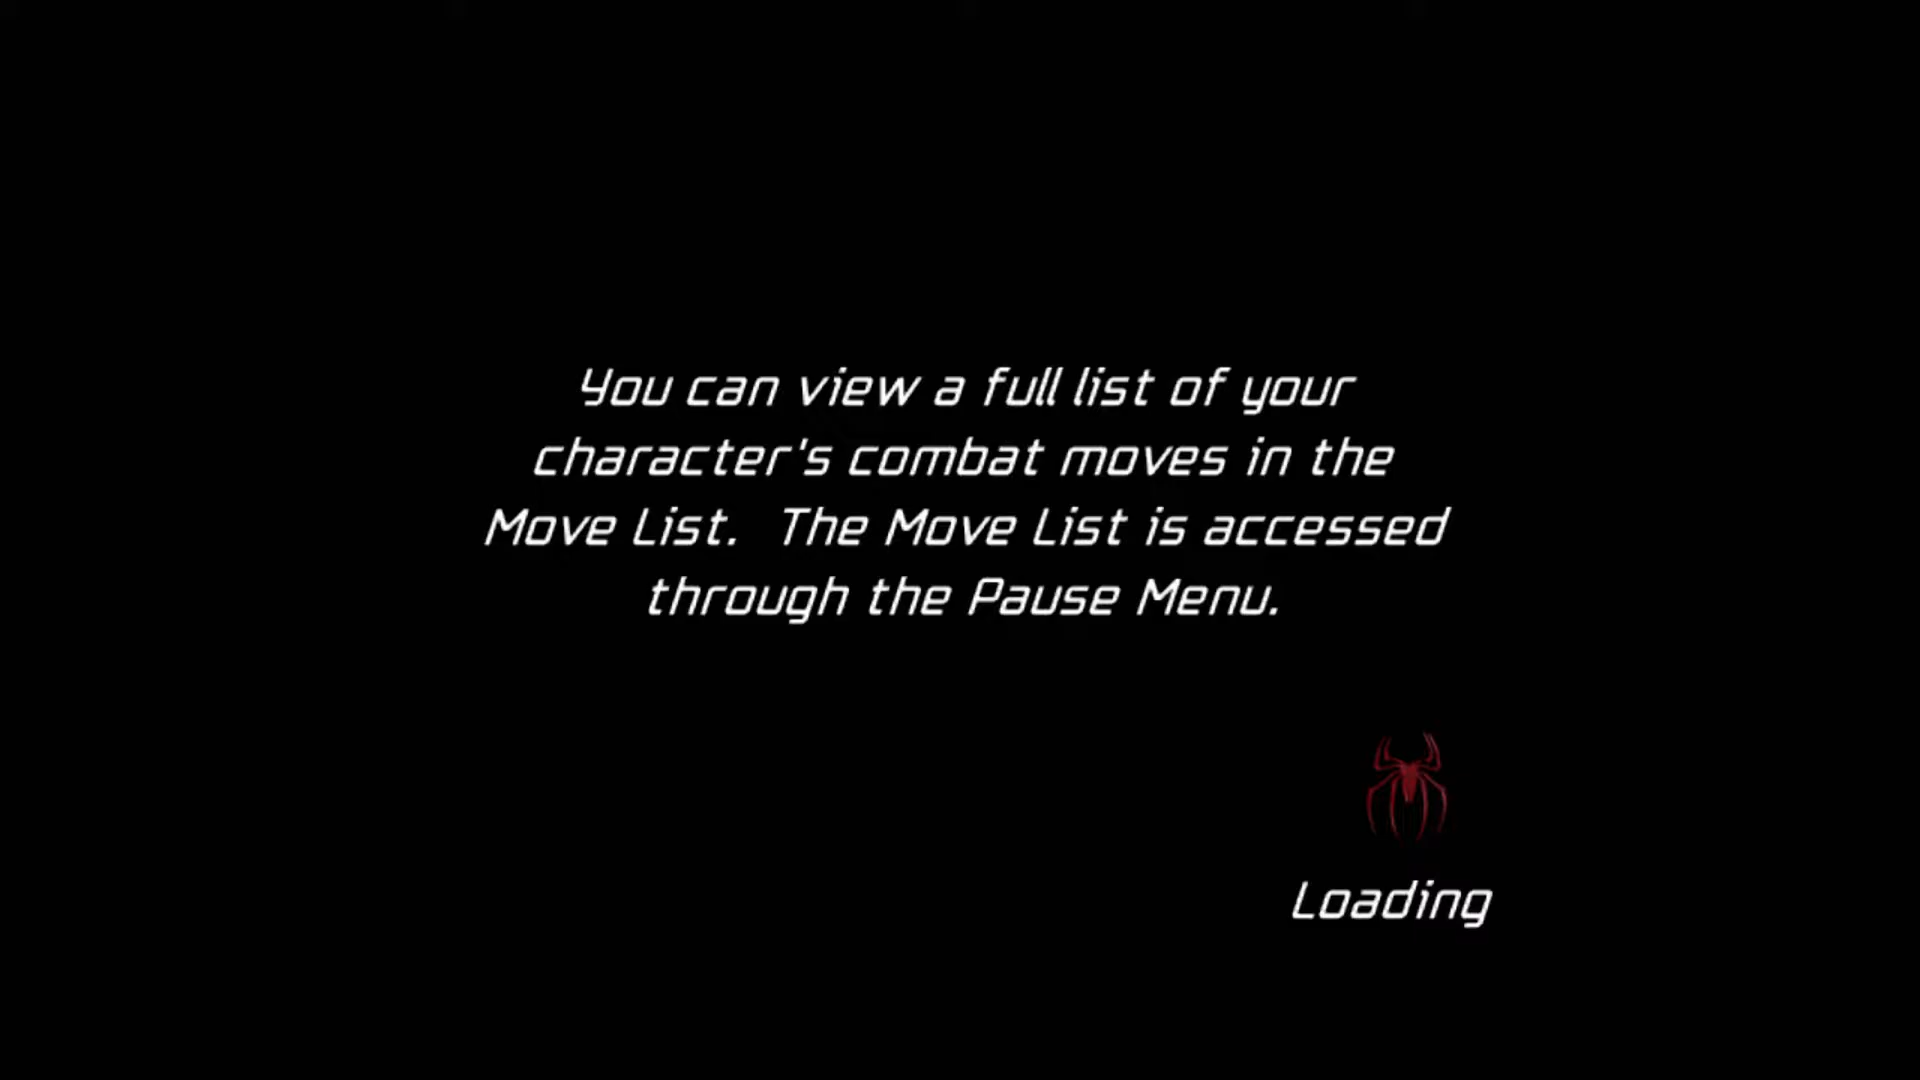 You can view a full list of your
character's combat moves in the
Move List.  The Move List is accessed
through the Pause Menu.
Loading